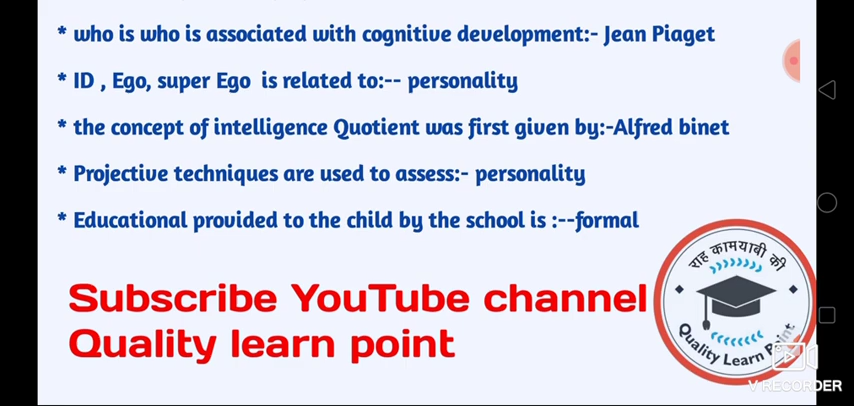 * who is who is associated with cognitive development:- Jean Piaget
* ID , Ego, super Ego is related to:-- personality
* the concept of intelligence Quotient was first given by:-Alfred binet
* Projective techniques are used to assess:- personality
* Educational provided to the child by the school is :--formal
राह कामयाबी की
Subscribe YouTube channel
Quality learn point
Quality Learn Point
V RECORDER